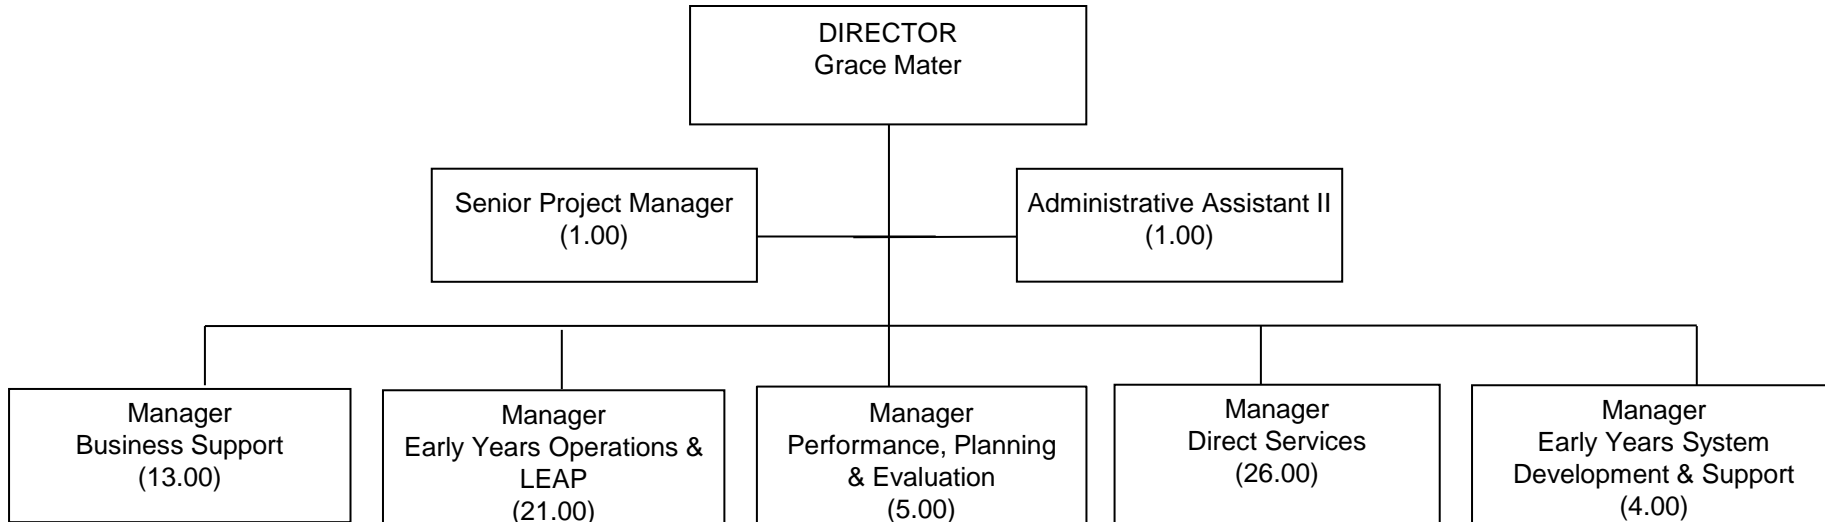 DIRECTOR
Grace Mater
Senior Project Manager
(1.00)
Administrative Assistant II
(1.00)
Manager
Business Support
(13.00)
Manager
Early Years Operations &
LEAP
(21.00)
Manager
Performance, Planning
& Evaluation
(5.00)
Manager
Direct Services
(26.00)
Manager
Early Years System
Development & Support
(4.00)